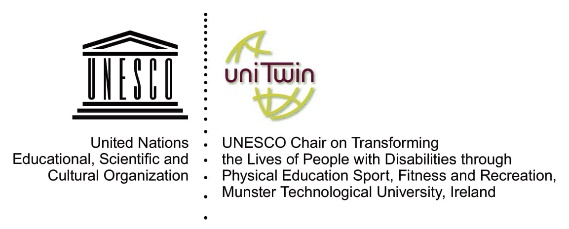 UNESCO
United Nations
Educational, Scientific and
Cultural Organization
uniTwin
UNESCO Chair on Transforming
the Lives of People with Disabilities through
Physical Education Sport, Fitness and Recreation,
Munster Technological University, Ireland